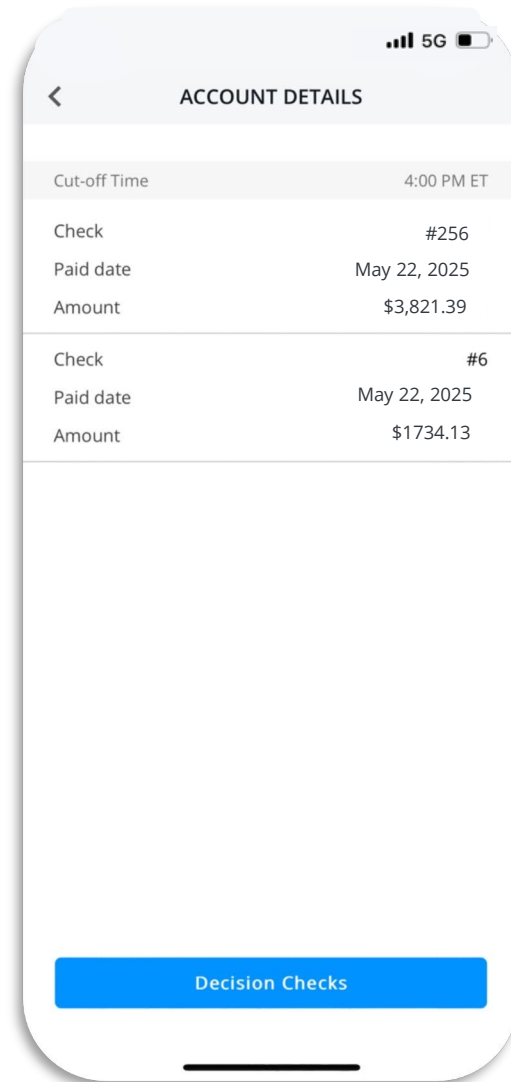 5G
ACCOUNT DETAILS
Cut-off Time 4:00 PM ET
Check #256
Paid date May 22, 2025
Amount $3,821.39
Check #6
Paid date May 22, 2025
Amount $1734.13
Decision Checks